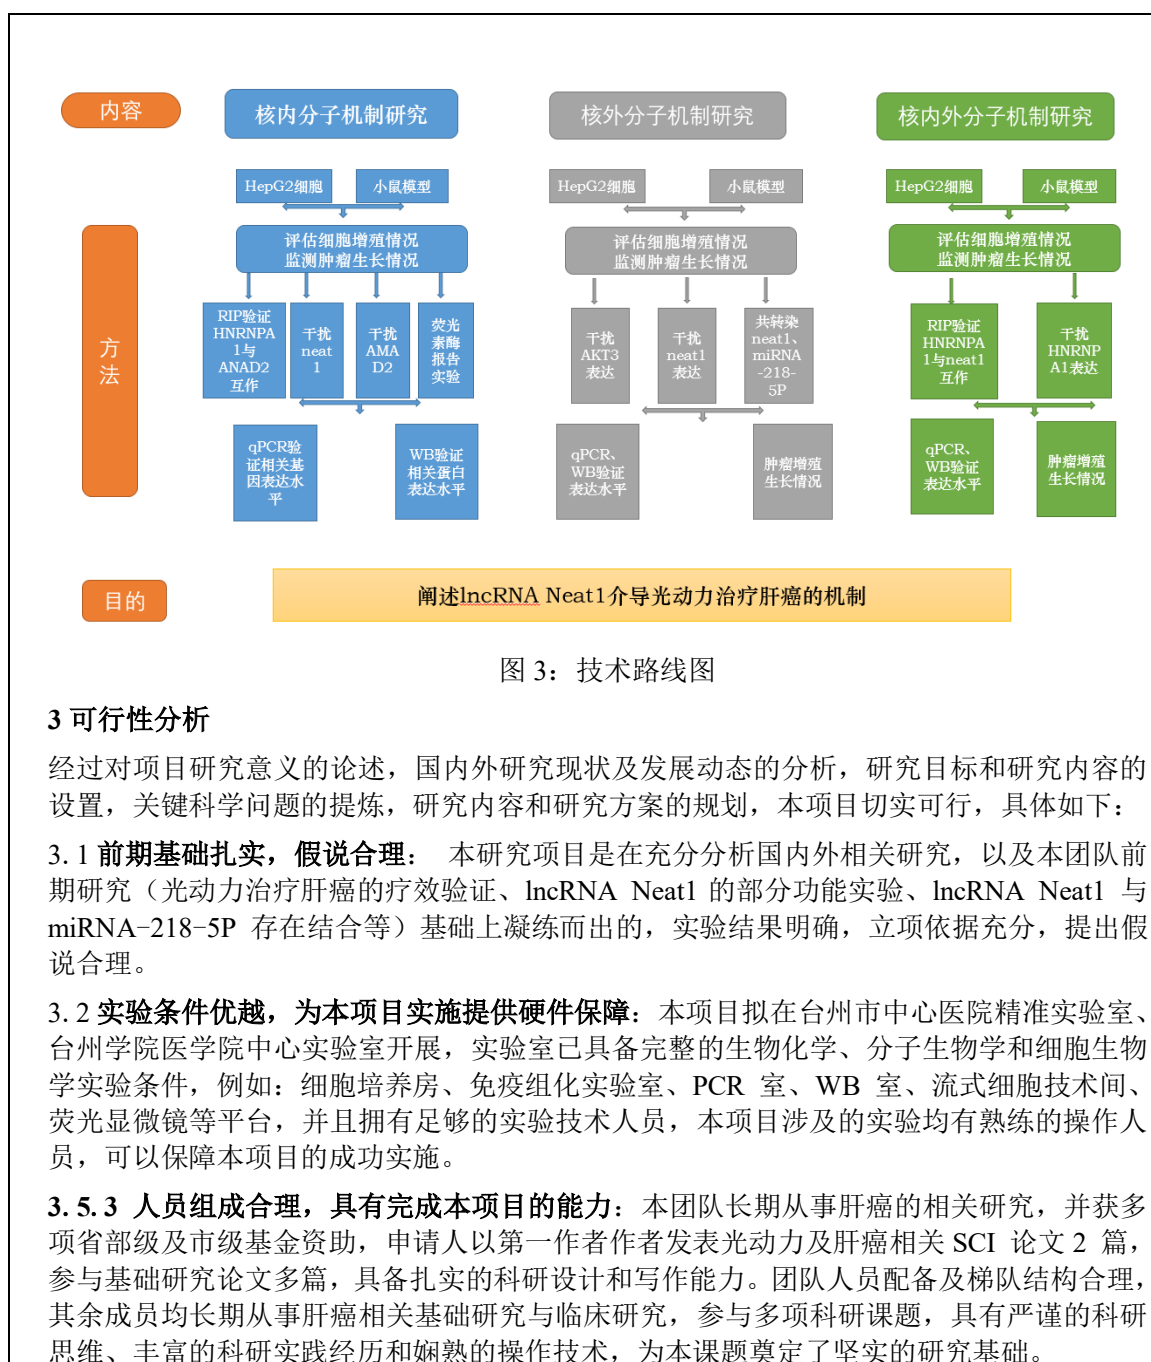 内容
核内分子机制研究
核外分子机制研究
核内外分子机制研究
HepG2细胞
小鼠模型
HepG2细胞
小鼠模型
HepG2细胞
小鼠模型
方
法
评估细胞增殖情况
监测肿瘤生长情况
评估细胞增殖情况
监测肿瘤生长情况
评估细胞增殖情况
监测肿瘤生长情况
RIP验证
HNRNPA
1与
ANAD2
互作
干扰
neat
1
干扰
AMA
D2
荧光
素酶
报告
实验
干扰
AKT3
表达
干扰
neat1
表达
共转染
neat1、
miRNA
-218-
5P
RIP验证
HNRNPA
1与neat1
互作
干扰
HNRNP
A1表达
qPCR验
证相关基
因表达水
平
WB验证
相关蛋白
表达水平
qPCR、
WB验证
表达水平
肿瘤增殖
生长情况
qPCR、
WB验证
表达水平
肿瘤增殖
生长情况
目的
阐述lncRNA Neat1介导光动力治疗肝癌的机制
图 3：技术路线图
3 可行性分析
经过对项目研究意义的论述，国内外研究现状及发展动态的分析，研究目标和研究内容的
设置，关键科学问题的提炼，研究内容和研究方案的规划，本项目切实可行，具体如下：
3.1 前期基础扎实，假说合理： 本研究项目是在充分分析国内外相关研究，以及本团队前
期研究（光动力治疗肝癌的疗效验证、lncRNA Neat1 的部分功能实验、lncRNA Neat1 与
miRNA-218-5P 存在结合等）基础上凝练而出的，实验结果明确，立项依据充分，提出假
说合理。
3.2 实验条件优越，为本项目实施提供硬件保障：本项目拟在台州市中心医院精准实验室、
台州学院医学院中心实验室开展，实验室已具备完整的生物化学、分子生物学和细胞生物
学实验条件，例如：细胞培养房、免疫组化实验室、PCR 室、WB 室、流式细胞技术间、
荧光显微镜等平台，并且拥有足够的实验技术人员，本项目涉及的实验均有熟练的操作人
员，可以保障本项目的成功实施。
3.5.3 人员组成合理，具有完成本项目的能力：本团队长期从事肝癌的相关研究，并获多
项省部级及市级基金资助，申请人以第一作者作者发表光动力及肝癌相关 SCI 论文 2 篇，
参与基础研究论文多篇，具备扎实的科研设计和写作能力。团队人员配备及梯队结构合理，
其余成员均长期从事肝癌相关基础研究与临床研究，参与多项科研课题，具有严谨的科研
思维、丰富的科研实践经历和娴熟的操作技术，为本课题奠定了坚实的研究基础。